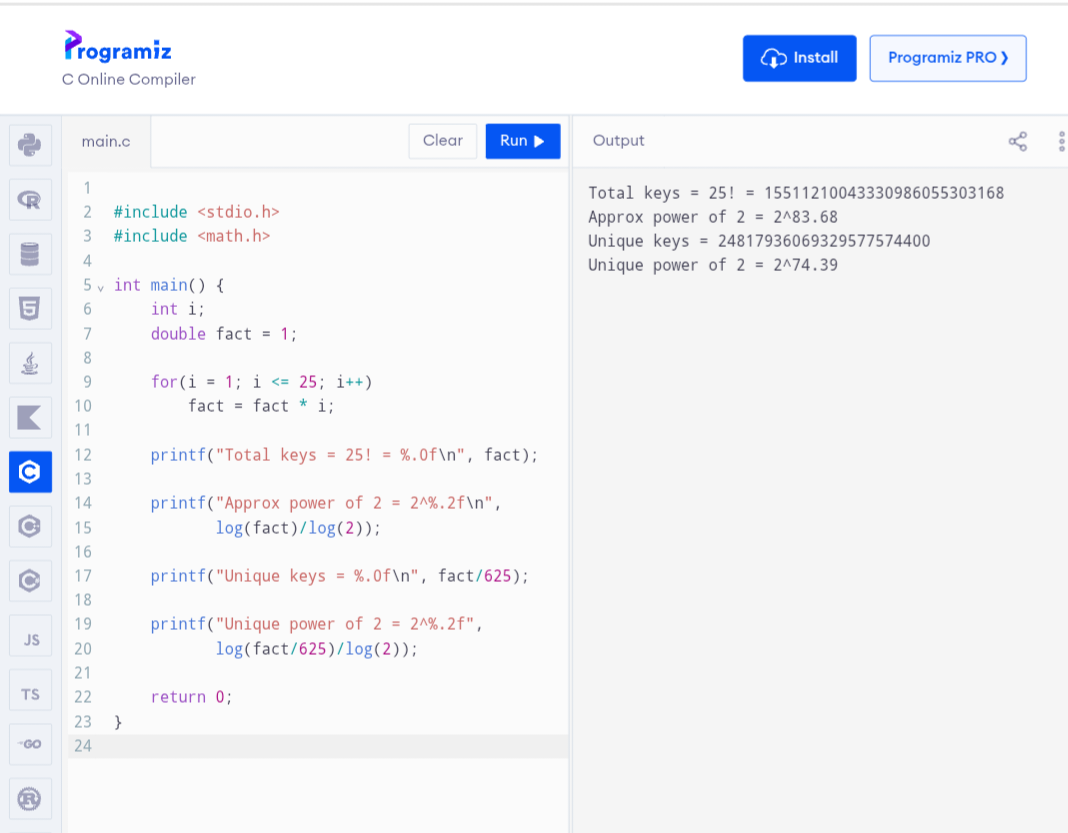 Programiz
C Online Compiler
Install
Programiz PRO ❯
main.c
Clear
Run
Output
1
2 #include <stdio.h>
3 #include <math.h>
4
5 int main() {
6 int i;
7 double fact = 1;
8
9 for(i = 1; i <= 25; i++)
10 fact = fact * i;
11
12 printf("Total keys = 25! = %.0f\n", fact);
13
14 printf("Approx power of 2 = 2^%.2f\n",
15 log(fact)/log(2));
16
17 printf("Unique keys = %.0f\n", fact/625);
18
19 printf("Unique power of 2 = 2^%.2f",
20 log(fact/625)/log(2));
21
22 return 0;
23 }
24
Total keys = 25! = 15511210043330986055303168
Approx power of 2 = 2^83.68
Unique keys = 24817936069329577574400
Unique power of 2 = 2^74.39
R
5
C
C
C
JS
TS
GO
R